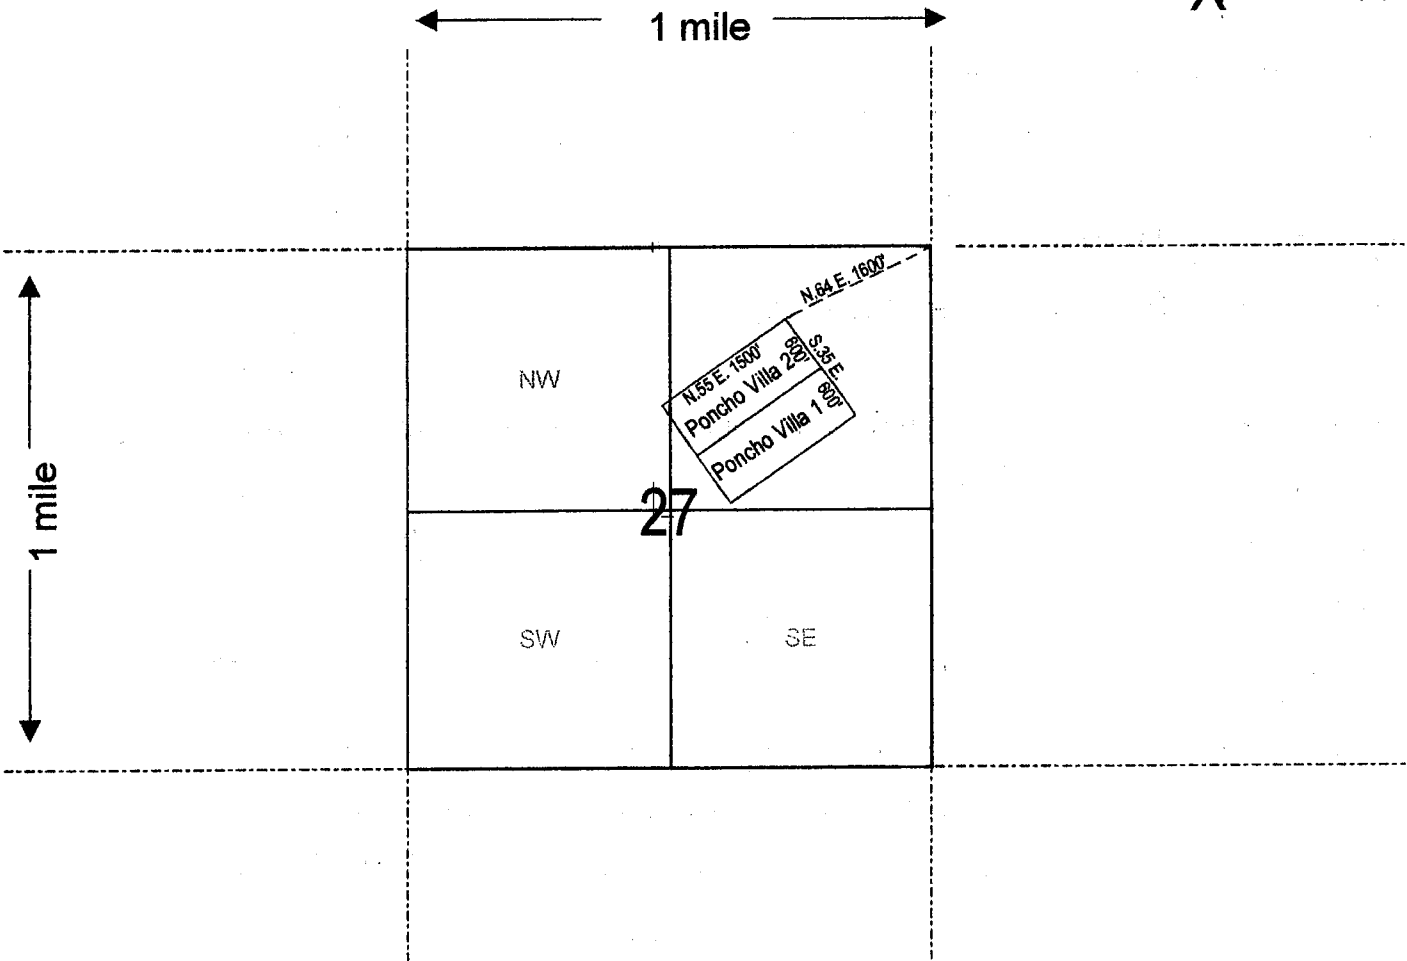 1 mile
N.64 E. 1600'
N.55 E. 1500'
600'
S.35 E.
NW
Poncho Villa 2
600'
Poncho Villa 1
1 mile
27
SW
SE